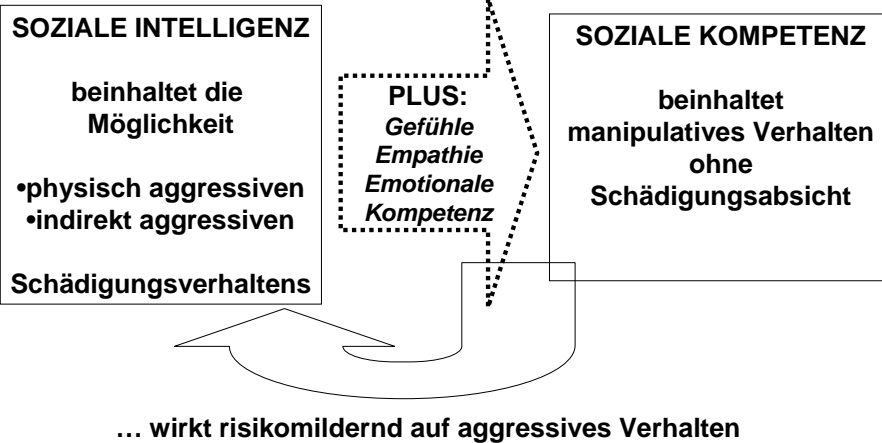 SOZIALE INTELLIGENZ
beinhaltet die
Möglichkeit
•physisch aggressiven
•indirekt aggressiven
Schädigungsverhaltens
PLUS:
Gefühle
Empathie
Emotionale
Kompetenz
SOZIALE KOMPETENZ
beinhaltet
manipulatives Verhalten
ohne
Schädigungsabsicht
… wirkt risikomildernd auf aggressives Verhalten